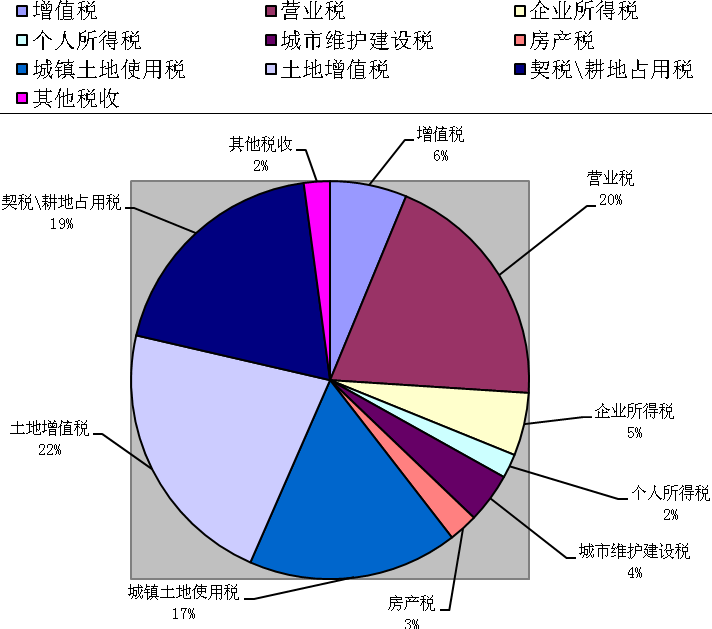 增值税 营业税 企业所得税
个人所得税 城市维护建设税 房产税
城镇土地使用税 土地增值税 契税\耕地占用税
其他税收
增值税
6%
其他税收
2%
营业税
20%
契税\耕地占用税
19%
企业所得税
5%
土地增值税
22%
个人所得税
2%
城市维护建设税
4%
城镇土地使用税
17%
房产税
3%